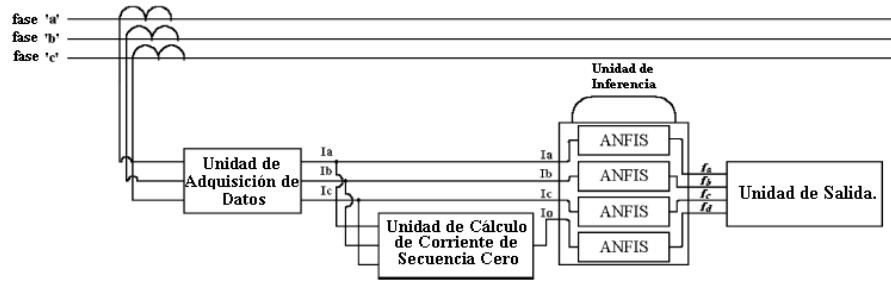 fase 'a'
fase 'b'
fase 'c'
Unidad de
Inferencia
Unidad de
Adquisición de
Datos
Ia
Ib
Ic
Unidad de Cálculo
de Corriente de
Secuencia Cero
Ia
Ib
Ic
Io
ANFIS
ANFIS
ANFIS
ANFIS
fa
fb
fc
fd
Unidad de Salida.